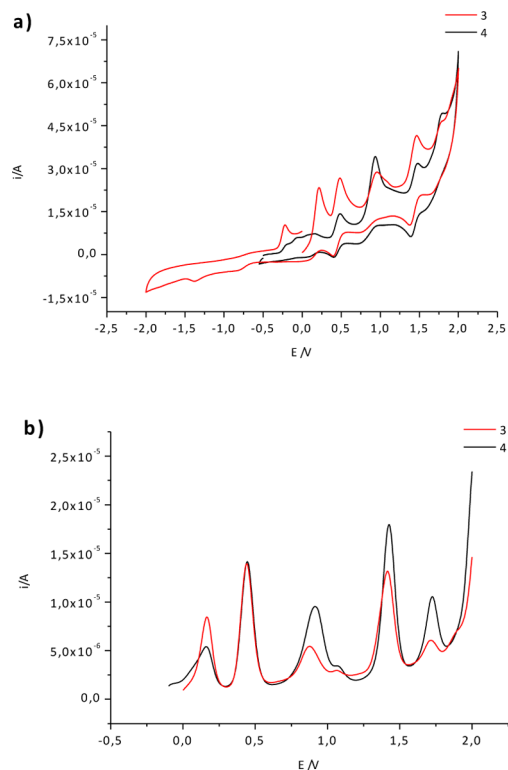 a)
3
4
7,5x10⁻⁵
6,0x10⁻⁵
4,5x10⁻⁵
3,0x10⁻⁵
1,5x10⁻⁵
0,0
-1,5x10⁻⁵
i/A
-2,5 -2,0 -1,5 -1,0 -0,5 0,0 0,5 1,0 1,5 2,0 2,5
E /V
b)
3
4
2,5x10⁻⁵
2,0x10⁻⁵
1,5x10⁻⁵
1,0x10⁻⁵
5,0x10⁻⁶
0,0
i/A
-0,5 0,0 0,5 1,0 1,5 2,0
E /V